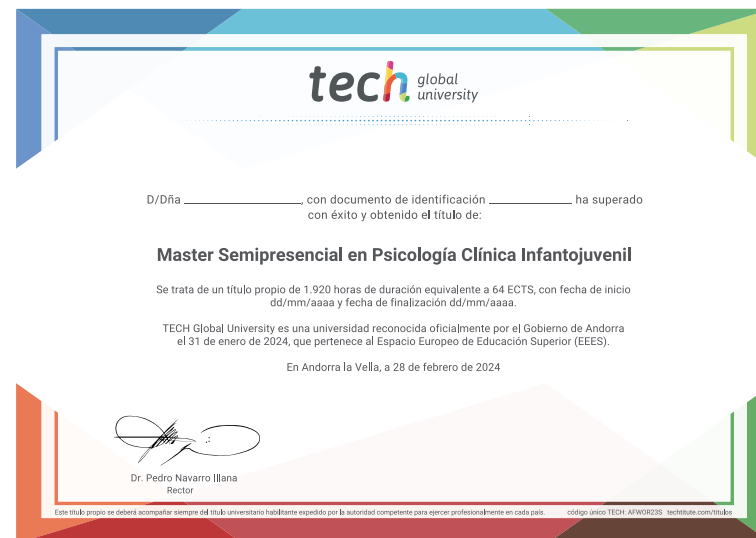 tech global university
D/Dña ______________, con documento de identificación ______________ ha superado
con éxito y obtenido el título de:
Master Semipresencial en Psicología Clínica Infantojuvenil
Se trata de un título propio de 1.920 horas de duración equivalente a 64 ECTS, con fecha de inicio
dd/mm/aaaa y fecha de finalización dd/mm/aaaa.
TECH Global University es una universidad reconocida oficialmente por el Gobierno de Andorra
el 31 de enero de 2024, que pertenece al Espacio Europeo de Educación Superior (EEES).
En Andorra la Vella, a 28 de febrero de 2024
Dr. Pedro Navarro Illana
Rector
Este título propio se deberá acompañar siempre del título universitario habilitante expedido por la autoridad competente para ejercer profesionalmente en cada país. código único TECH: AFWOR23S techtitute.com/titulos